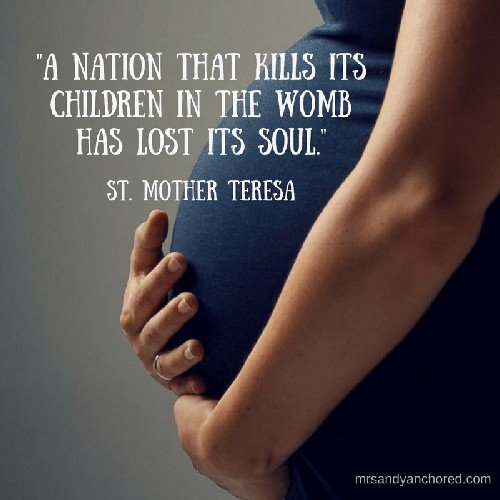 "A NATION THAT KILLS ITS
CHILDREN IN THE WOMB
HAS LOST ITS SOUL."
ST. MOTHER TERESA
mrsandyanchored.com